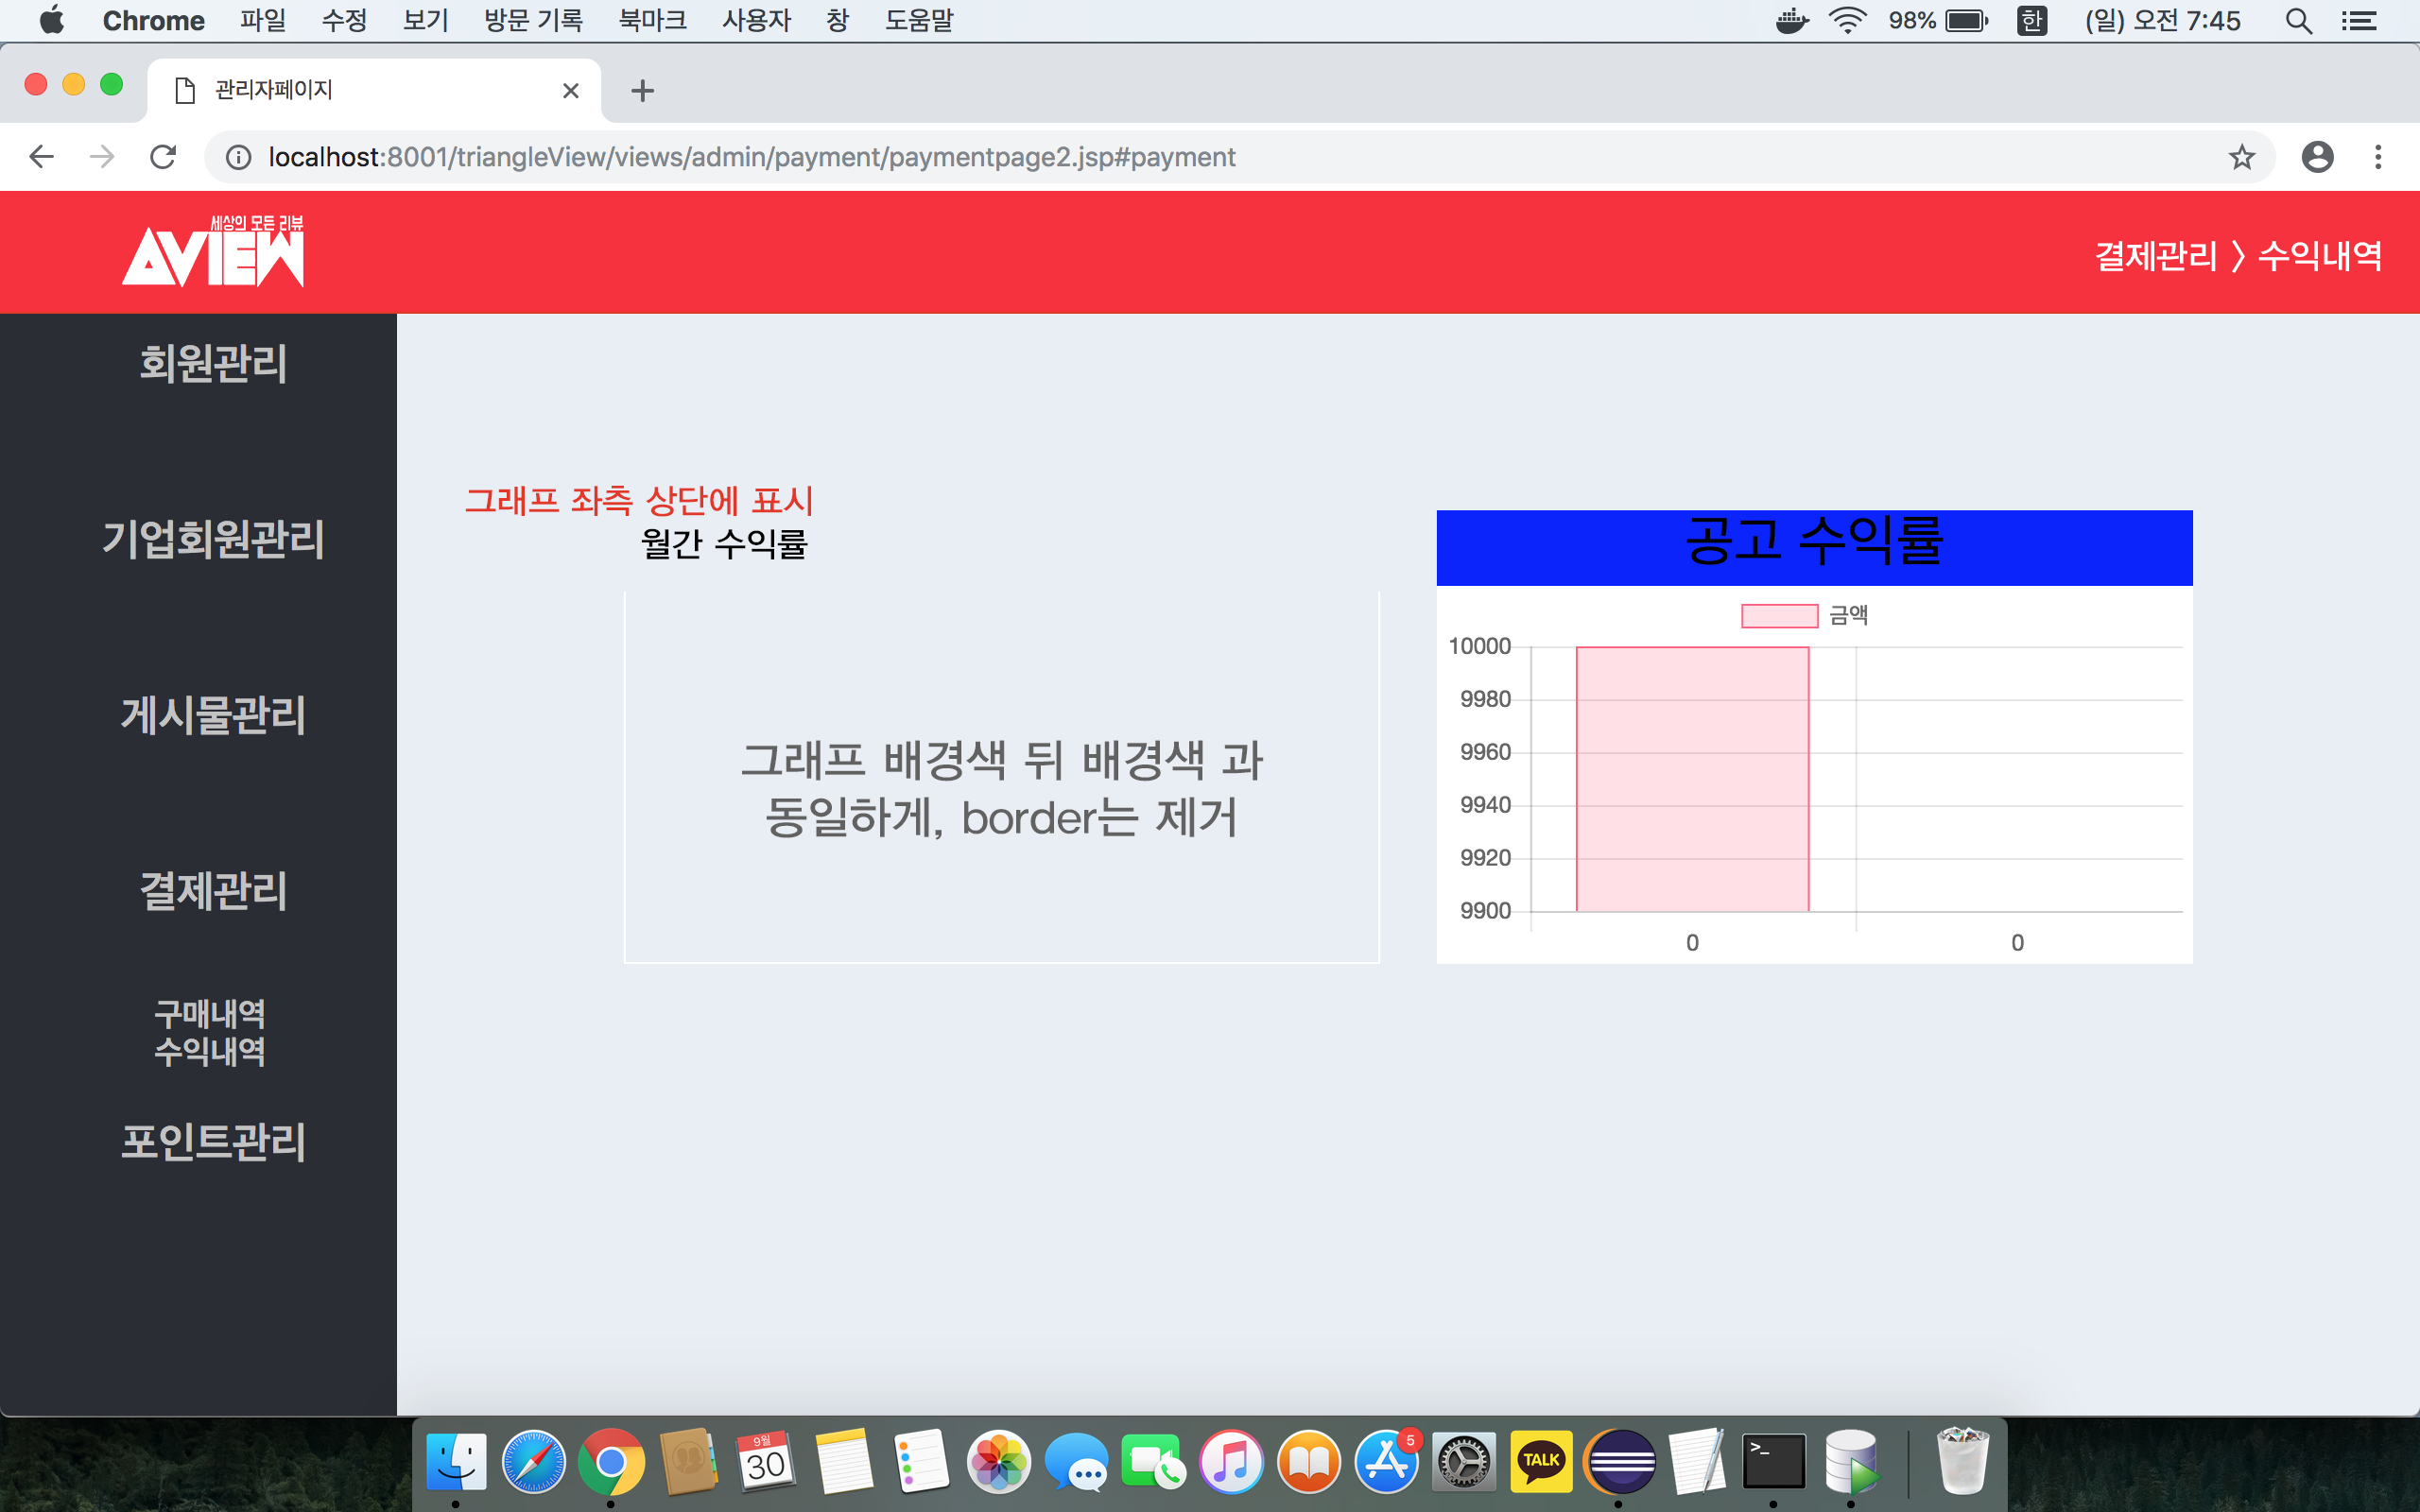 Chrome 파일 수정 보기 방문 기록 북마크 사용자 창 도움말 98% 한 (일) 오전 7:45
관리자페이지
localhost:8001/triangleView/views/admin/payment/paymentpage2.jsp#payment
세상의 모든 리뷰
AVIEW
결제관리 〉 수익내역
회원관리
기업회원관리
게시물관리
결제관리
구매내역
수익내역
포인트관리
그래프 좌측 상단에 표시
월간 수익률
그래프 배경색 뒤 배경색 과
동일하게, border는 제거
공고 수익률
금액
10000
9980
9960
9940
9920
9900
0 0
9월
30
5
TALK
>_